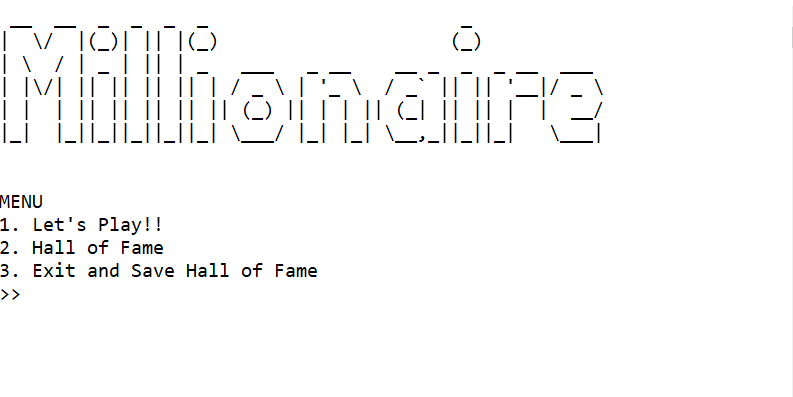 Millionaire
MENU
1. Let's Play!!
2. Hall of Fame
3. Exit and Save Hall of Fame
>>